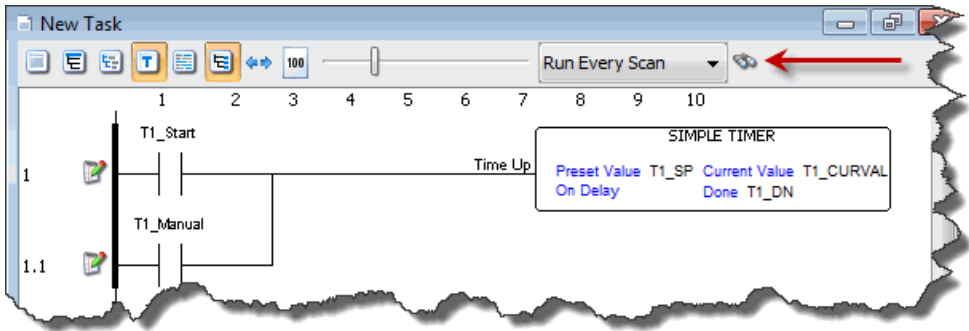 New Task
T
100
Run Every Scan
1 2 3 4 5 6 7 8 9 10
T1_Start
SIMPLE TIMER
1
Time Up
Preset Value T1_SP Current Value T1_CURVAL
On Delay Done T1_DN
T1_Manual
1.1